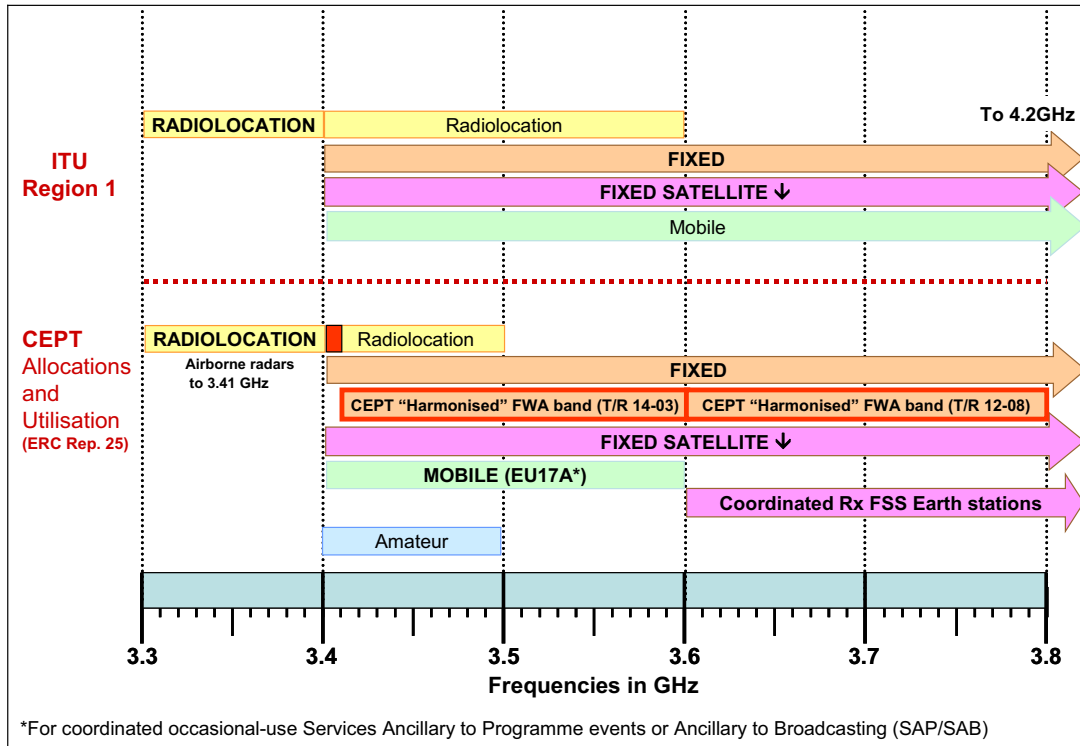 To 4.2GHz
RADIOLOCATION
Radiolocation
ITU
Region 1
FIXED
FIXED SATELLITE ↓
Mobile
CEPT
Allocations
and
Utilisation
(ERC Rep. 25)
RADIOLOCATION
Radiolocation
Airborne radars
to 3.41 GHz
FIXED
CEPT “Harmonised” FWA band (T/R 14-03)
CEPT “Harmonised” FWA band (T/R 12-08)
FIXED SATELLITE ↓
MOBILE (EU17A*)
Coordinated Rx FSS Earth stations
Amateur
3.3
3.4
3.5
3.6
3.7
3.8
Frequencies in GHz
*For coordinated occasional-use Services Ancillary to Programme events or Ancillary to Broadcasting (SAP/SAB)